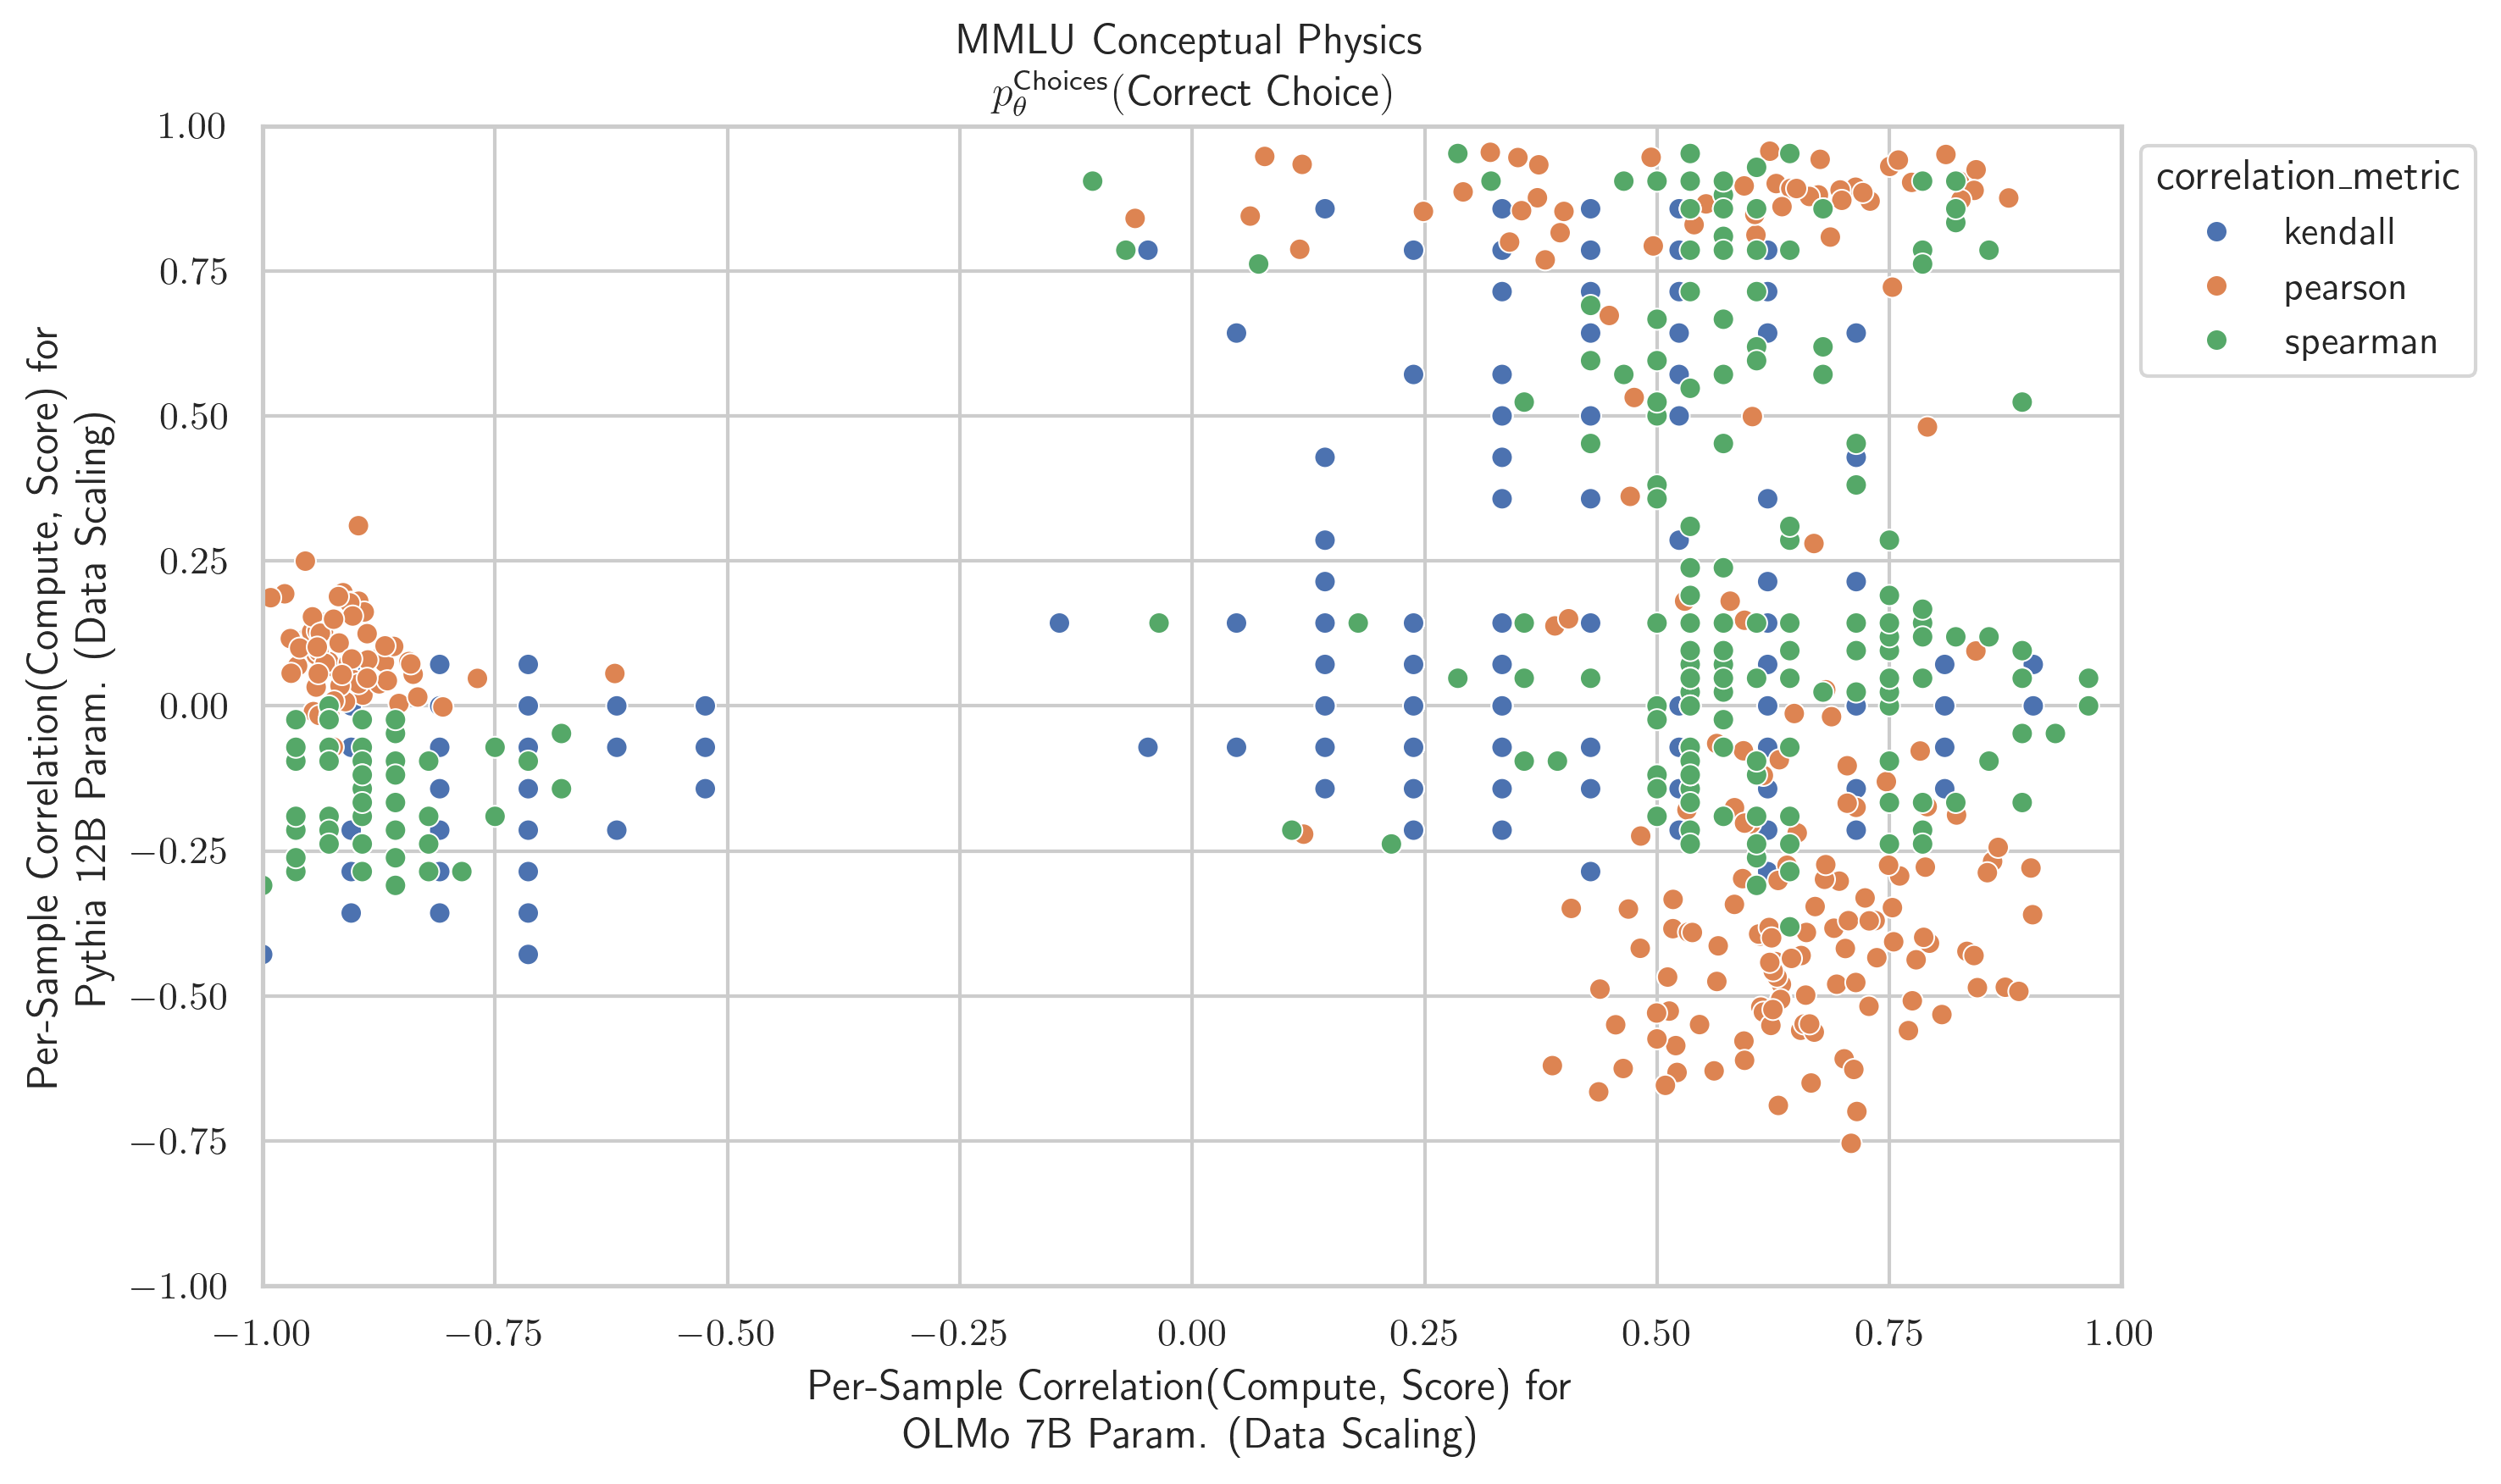 MMLU Conceptual Physics
p_θ^Choices(Correct Choice)
1.00
0.75
0.50
0.25
0.00
−0.25
−0.50
−0.75
−1.00
Per-Sample Correlation(Compute, Score) for
Pythia 12B Param. (Data Scaling)
correlation_metric
kendall
pearson
spearman
−1.00 −0.75 −0.50 −0.25 0.00 0.25 0.50 0.75 1.00
Per-Sample Correlation(Compute, Score) for
OLMo 7B Param. (Data Scaling)